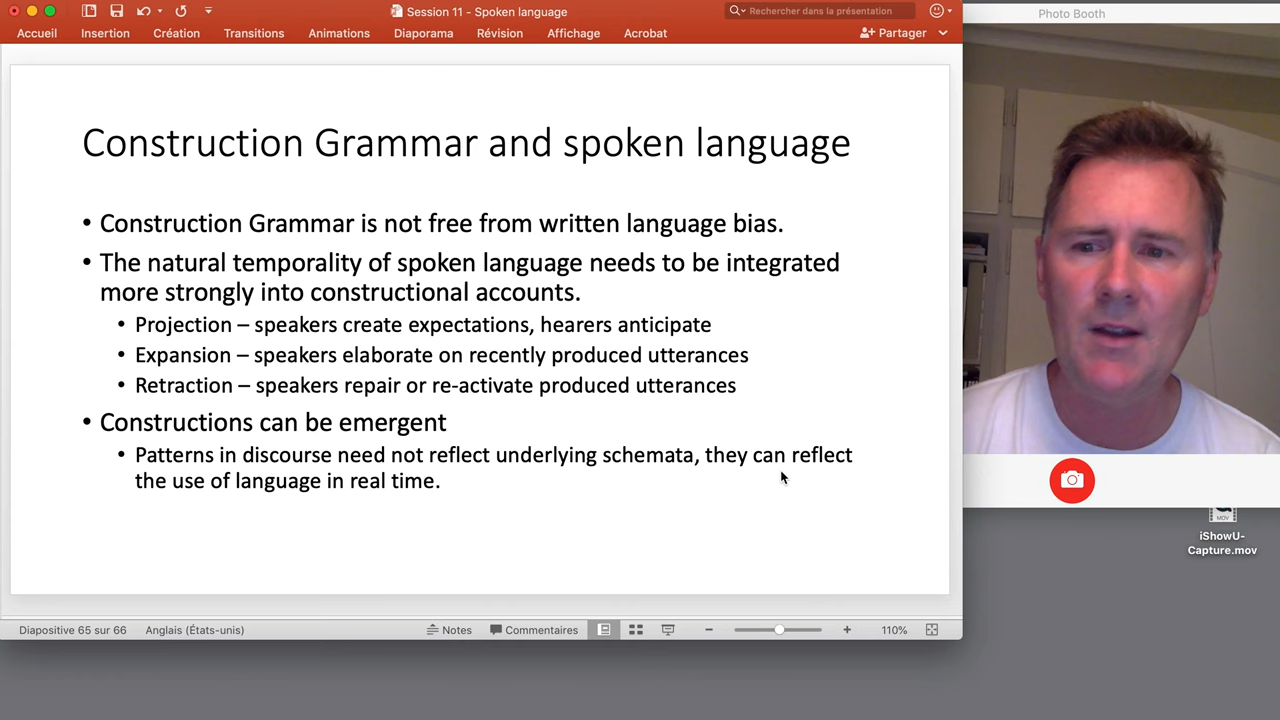 Session 11 - Spoken language
Rechercher dans la présentation
Photo Booth
Accueil
Insertion
Création
Transitions
Animations
Diaporama
Révision
Affichage
Acrobat
Partager
Construction Grammar and spoken language
• Construction Grammar is not free from written language bias.
• The natural temporality of spoken language needs to be integrated
more strongly into constructional accounts.
• Projection – speakers create expectations, hearers anticipate
• Expansion – speakers elaborate on recently produced utterances
• Retraction – speakers repair or re-activate produced utterances
• Constructions can be emergent
• Patterns in discourse need not reflect underlying schemata, they can reflect
the use of language in real time.
MOV
iShowU-
Capture.mov
Diapositive 65 sur 66
Anglais (États-unis)
Notes
Commentaires
110%